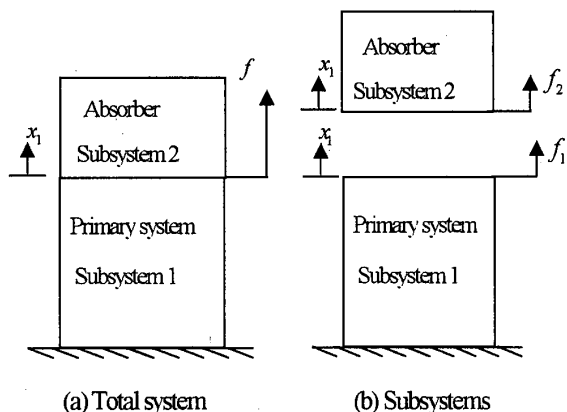 f
Absorber
Subsystem 2
x1
Primary system
Subsystem 1
(a) Total system
Absorber
Subsystem 2
x1
f2
x1
f1
Primary system
Subsystem 1
(b) Subsystems